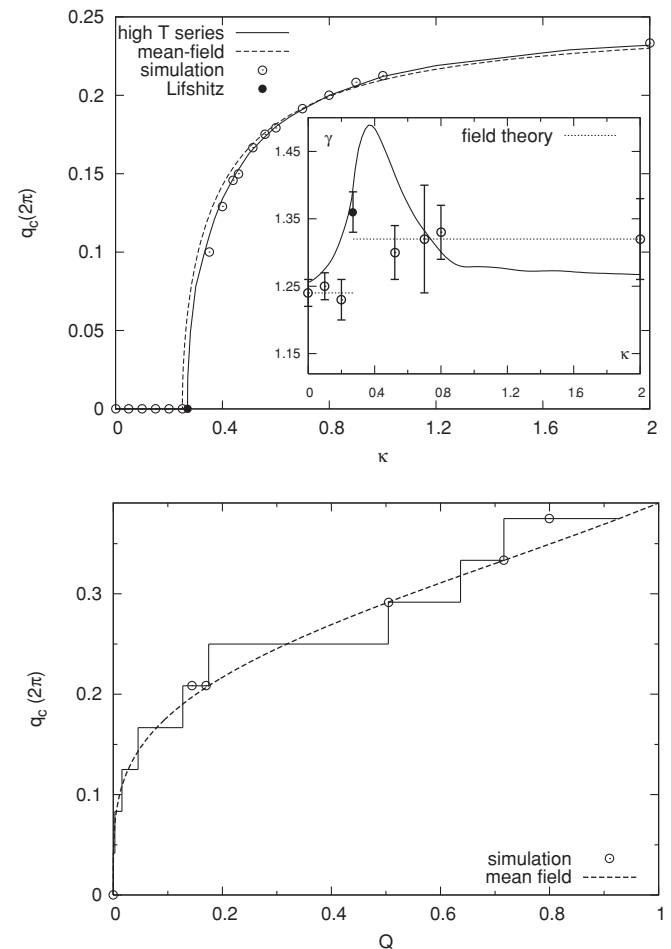 0.25
0.2
0.15
0.1
0.05
0
q_c(2π)
high T series
mean-field
simulation
Lifshitz
γ
field theory
1.45
1.35
1.25
1.15
0 0.4 0.8 1.2 1.6 2
κ
0 0.4 0.8 1.2 1.6 2
κ
0.3
0.2
0.1
0
q_c (2π)
simulation
mean field
0 0.2 0.4 0.6 0.8 1
Q